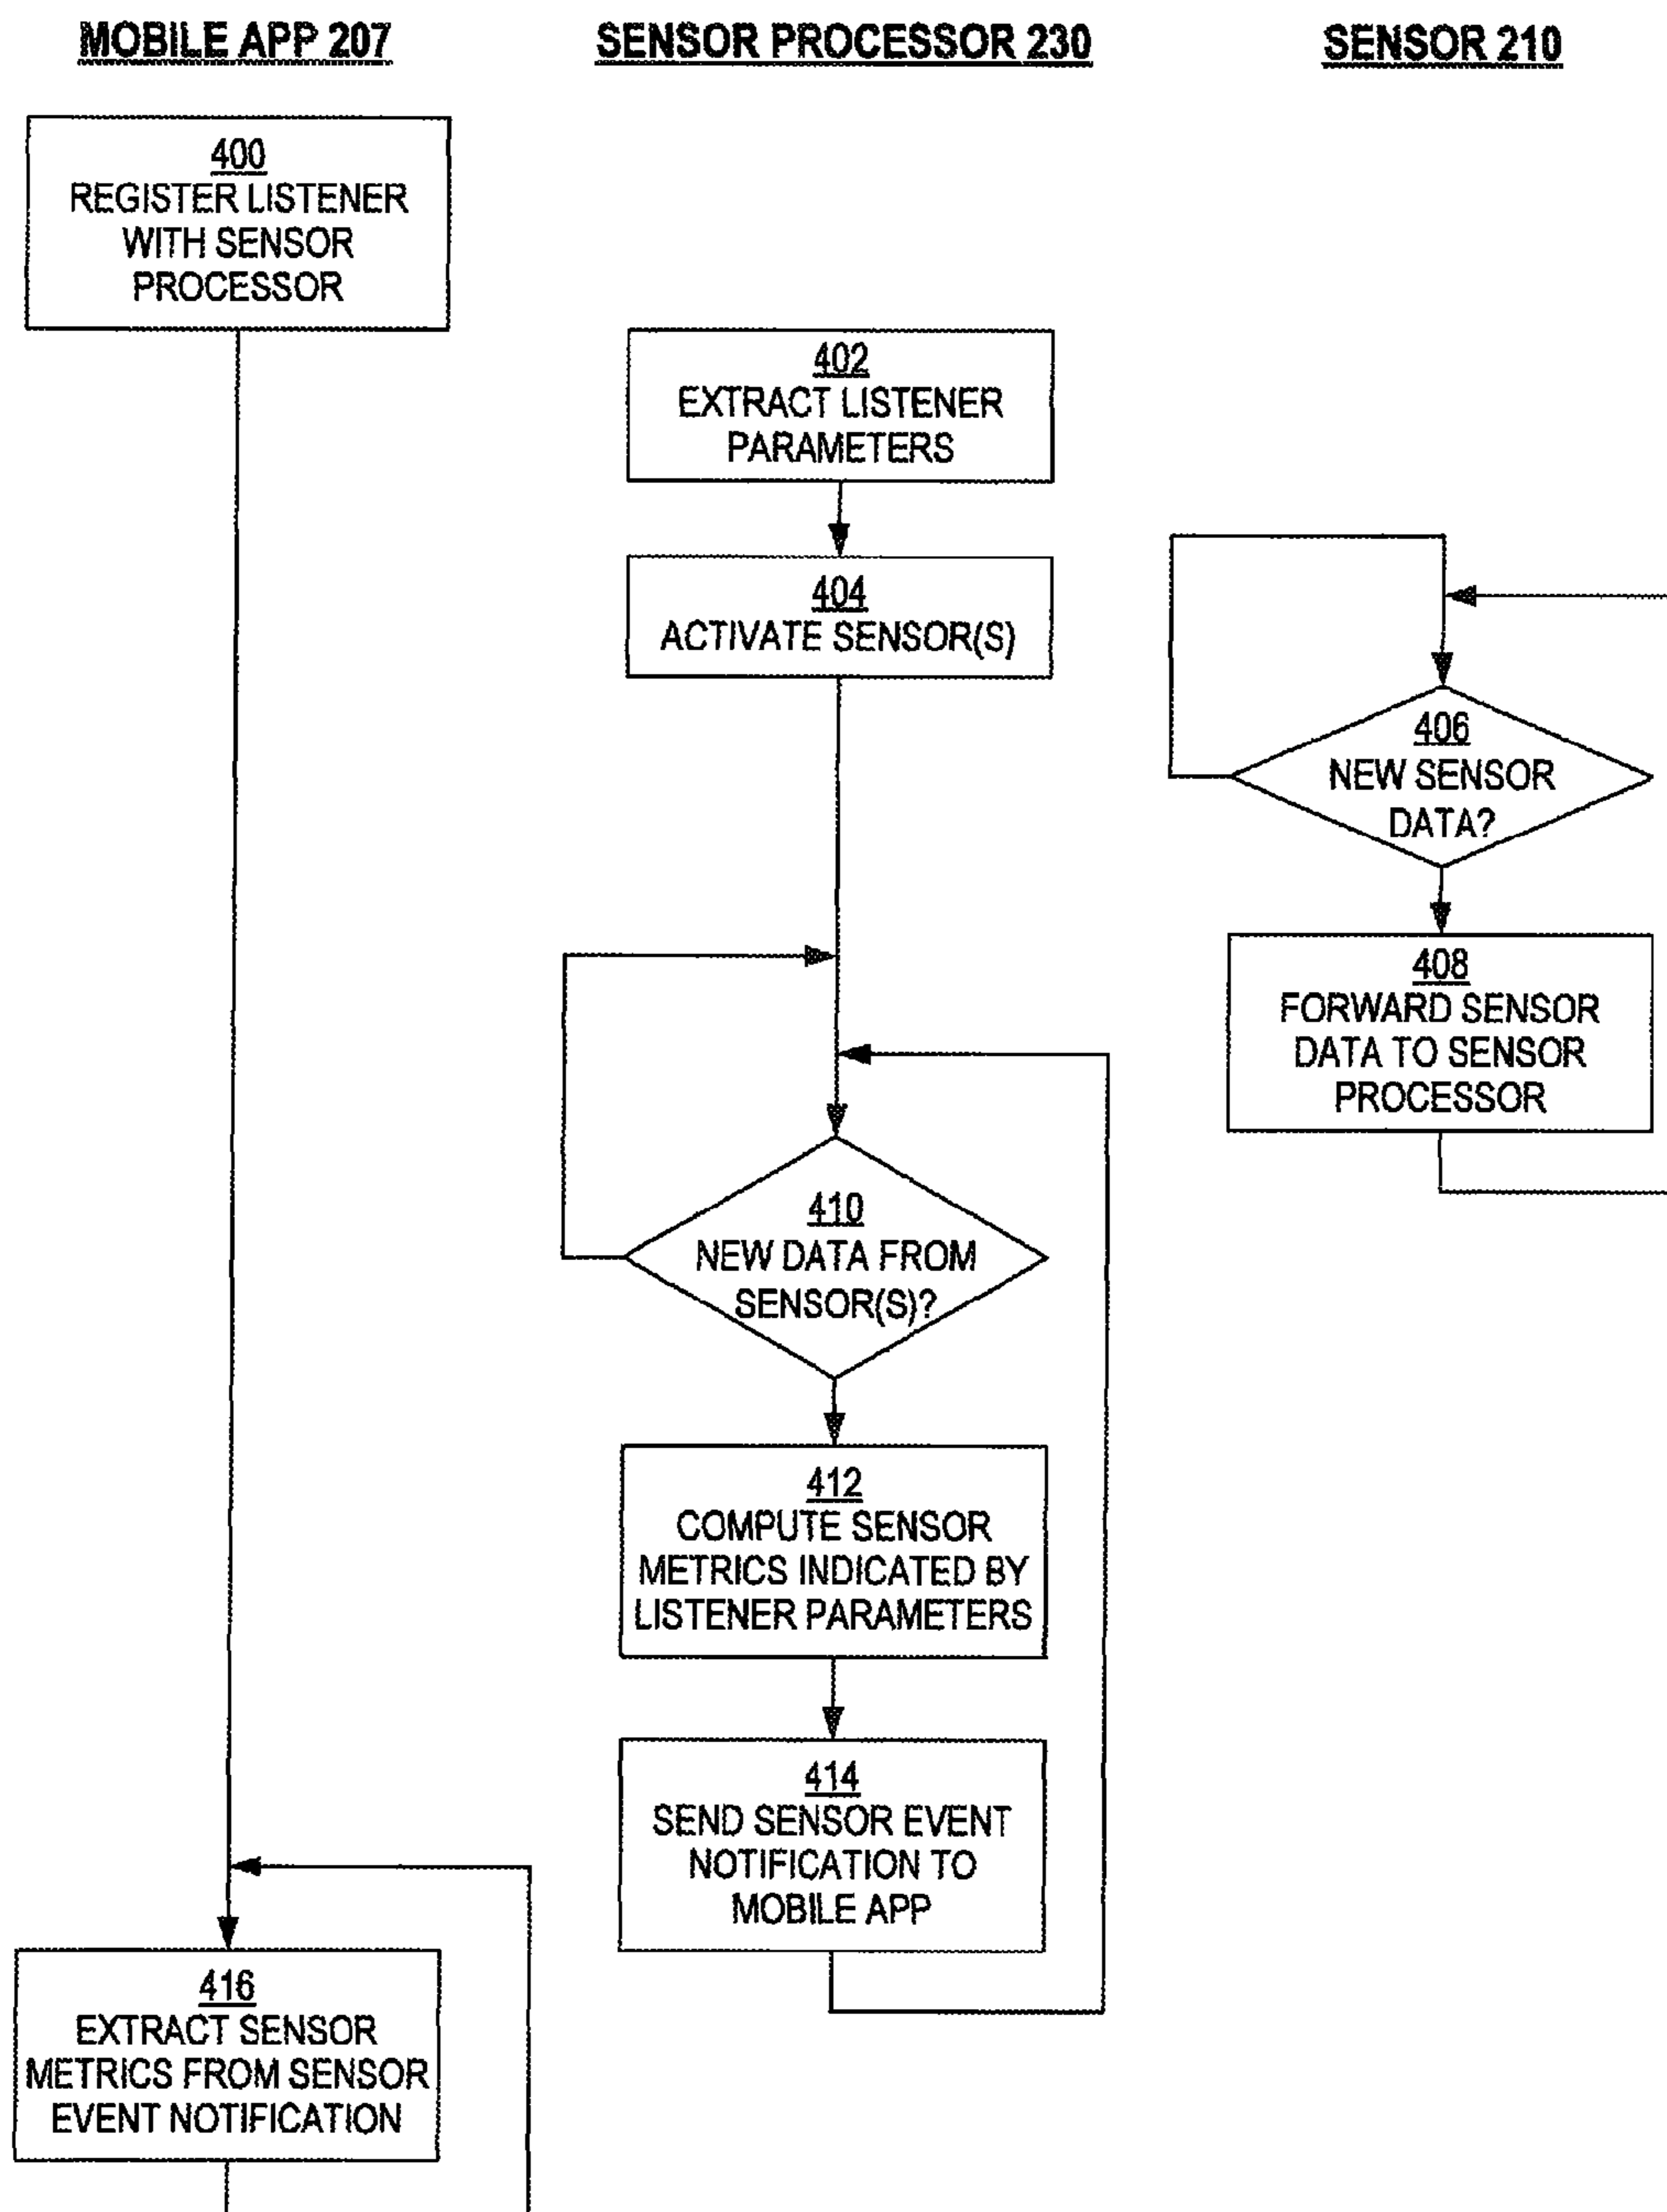 MOBILE APP 207
SENSOR PROCESSOR 230
SENSOR 210
400
REGISTER LISTENER
WITH SENSOR
PROCESSOR
402
EXTRACT LISTENER
PARAMETERS
404
ACTIVATE SENSOR(S)
406
NEW SENSOR
DATA?
408
FORWARD SENSOR
DATA TO SENSOR
PROCESSOR
410
NEW DATA FROM
SENSOR(S)?
412
COMPUTE SENSOR
METRICS INDICATED BY
LISTENER PARAMETERS
414
SEND SENSOR EVENT
NOTIFICATION TO
MOBILE APP
416
EXTRACT SENSOR
METRICS FROM SENSOR
EVENT NOTIFICATION